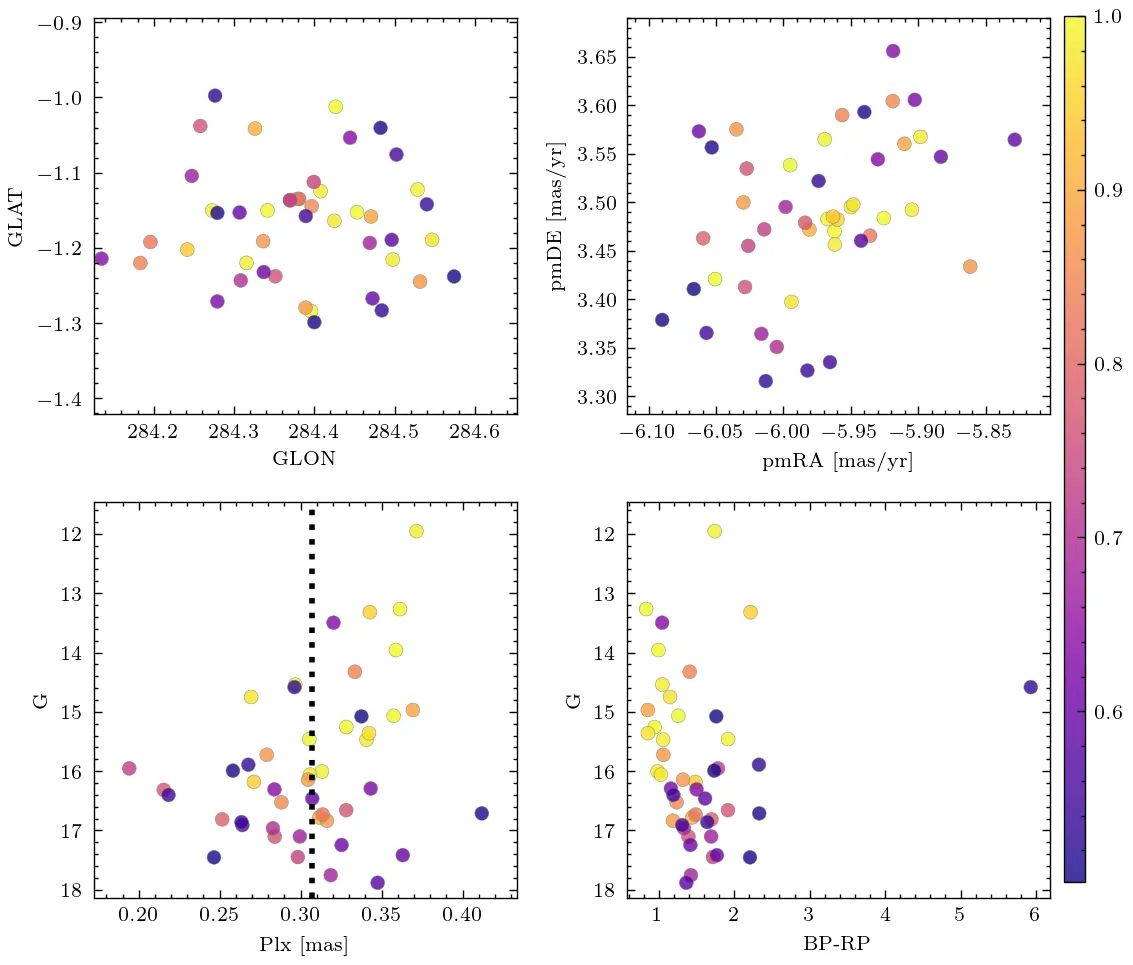 −0.9
−1.0
−1.1
−1.2
−1.3
−1.4
GLAT
284.2 284.3 284.4 284.5 284.6
GLON
3.65
3.60
3.55
3.50
3.45
3.40
3.35
3.30
pmDE [mas/yr]
−6.10 −6.05 −6.00 −5.95 −5.90 −5.85
pmRA [mas/yr]
1.0
0.9
0.8
0.7
0.6
12
13
14
15
16
17
18
G
0.20 0.25 0.30 0.35 0.40
Plx [mas]
12
13
14
15
16
17
18
G
1 2 3 4 5 6
BP-RP